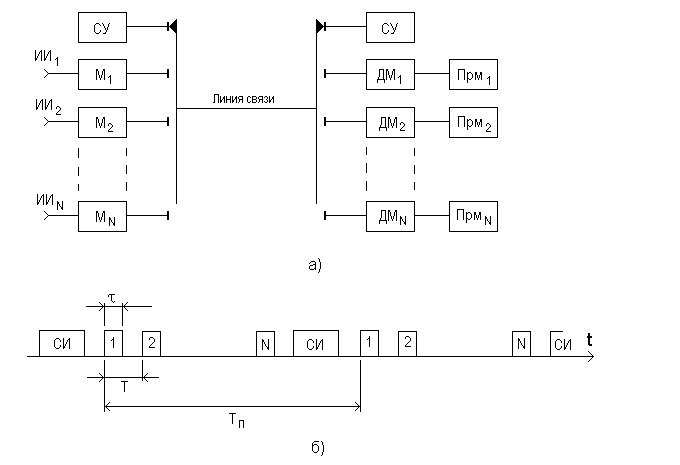 СУ СУ
ИИ1 М1 ДМ1 Прм1
Линия связи
ИИ2 М2 ДМ2 Прм2
ИИN МN ДМN ПрмN
а)
τ
СИ 1 2 N СИ 1 2 N СИ t
T
Tп
б)